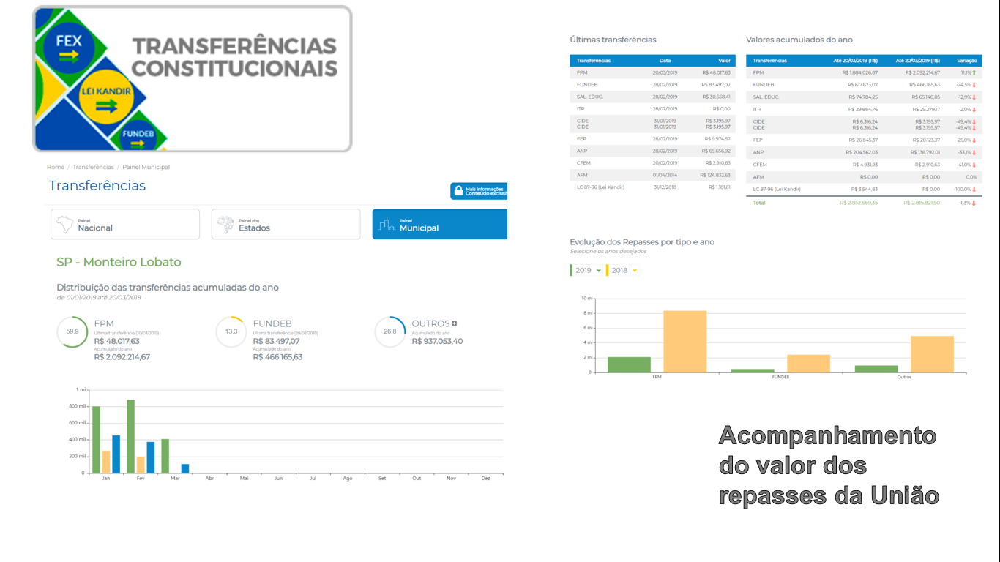 FEX
LEI KANDIR
FUNDEB
TRANSFERÊNCIAS
CONSTITUCIONAIS
Home / Transferências / Painel Municipal
Transferências
Mais Informações
Conteúdo exclusiv
Painel
Nacional
Painel dos
Estados
Painel
Municipal
SP - Monteiro Lobato
Distribuição das transferências acumuladas do ano
de 01/01/2019 até 20/03/2019
59.9
FPM
Última transferência (20/03/2019)
R$ 48.017,63
Acumulado do ano
R$ 2.092.214,67
13.3
FUNDEB
Última transferência (28/02/2019)
R$ 83.497,07
Acumulado do ano
R$ 466.165,63
26.8
OUTROS
Acumulado do ano
R$ 937.053,40
1 mi
800 mil
600 mil
400 mil
200 mil
0
Jan Fev Mar Abr Mai Jun Jul Ago Set Out Nov Dez
Últimas transferências
Transferências Data Valor
FPM 20/03/2019 R$ 48.017,63
FUNDEB 28/02/2019 R$ 83.497,07
SAL. EDUC. 28/02/2019 R$ 30.658,41
ITR 28/02/2019 R$ 0,00
CIDE 31/01/2019 R$ 3.195,97
CIDE 31/01/2019 R$ 3.195,97
FEP 28/02/2019 R$ 9.974,57
ANP 28/02/2019 R$ 69.656,92
CFEM 20/02/2019 R$ 2.910,63
AFM 01/04/2014 R$ 124.832,63
LC 87-96 (Lei Kandir) 31/12/2018 R$ 1.181,61
Valores acumulados do ano
Transferências Até 20/03/2018 (R$) Até 20/03/2019 (R$) Variação
FPM R$ 1.884.026,87 R$ 2.092.214,67 11,1%
FUNDEB R$ 617.673,07 R$ 466.165,63 -24,5%
SAL. EDUC. R$ 74.784,25 R$ 65.140,05 -12,9%
ITR R$ 29.884,76 R$ 29.279,17 -2,0%
CIDE R$ 6.316,24 R$ 3.195,97 -49,4%
CIDE R$ 6.316,24 R$ 3.195,97 -49,4%
FEP R$ 26.845,37 R$ 20.123,37 -25,0%
ANP R$ 204.562,03 R$ 136.792,01 -33,1%
CFEM R$ 4.931,93 R$ 2.910,63 -41,0%
AFM R$ 0,00 R$ 0,00 0,0%
LC 87-96 (Lei Kandir) R$ 3.544,83 R$ 0,00 -100,0%
Total R$ 2.852.569,35 R$ 2.815.821,50 -1,3%
Evolução dos Repasses por tipo e ano
Selecione os anos desejados
2019 2018
10 mi
8 mi
6 mi
4 mi
2 mi
0
FPM FUNDEB Outros
Acompanhamento
do valor dos
repasses da União